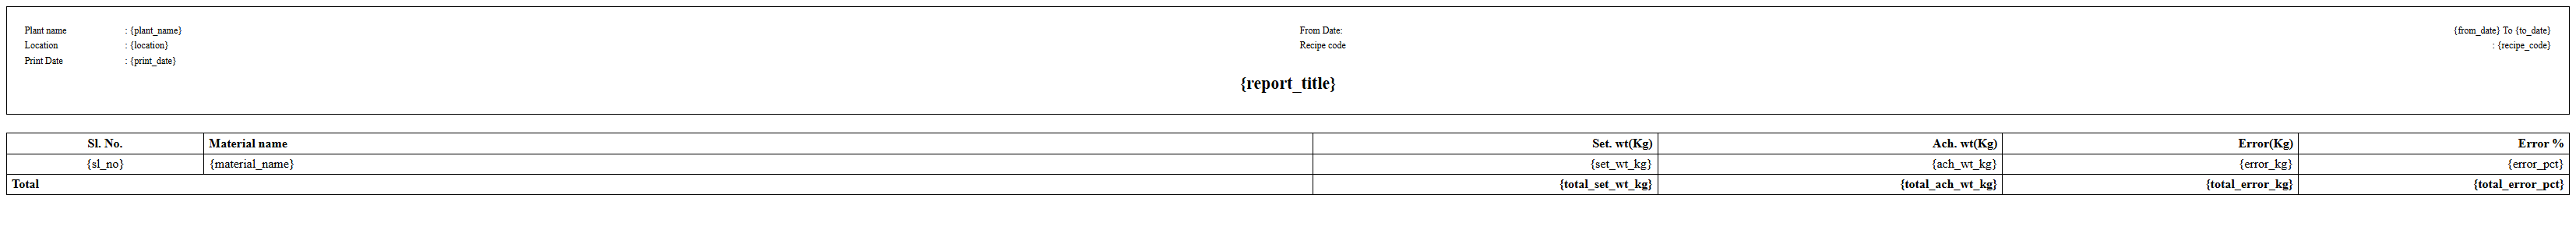 Plant name : {plant_name} From Date: {from_date} To {to_date}
Location : {location} Recipe code : {recipe_code}
Print Date : {print_date}
{report_title}
Sl. No. Material name Set. wt(Kg) Ach. wt(Kg) Error(Kg) Error %
{sl_no} {material_name} {set_wt_kg} {ach_wt_kg} {error_kg} {error_pct}
Total {total_set_wt_kg} {total_ach_wt_kg} {total_error_kg} {total_error_pct}